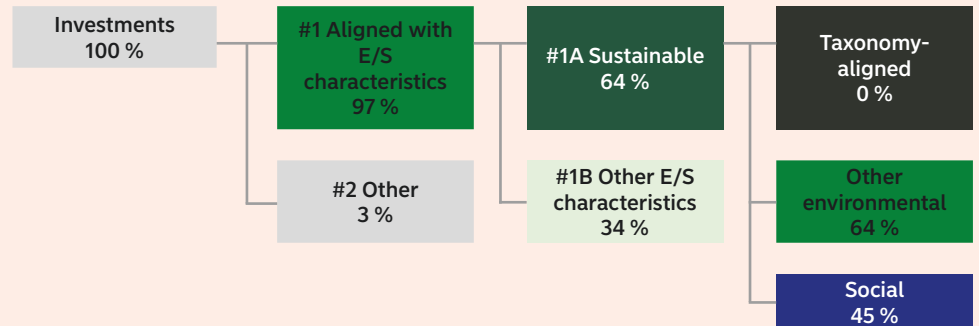 Investments
100 %
#1 Aligned with
E/S
characteristics
97 %
#2 Other
3 %
#1A Sustainable
64 %
#1B Other E/S
characteristics
34 %
Taxonomy-
aligned
0 %
Other
environmental
64 %
Social
45 %